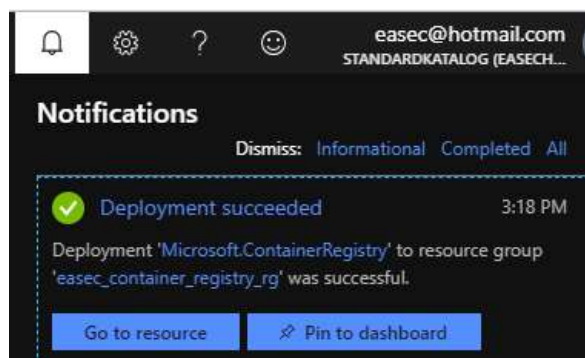 ?
easec@hotmail.com
STANDARDKATALOG (EASECH...
Notifications
Dismiss: Informational Completed All
Deployment succeeded 3:18 PM
Deployment 'Microsoft.ContainerRegistry' to resource group
'easec_container_registry_rg' was successful.
Go to resource Pin to dashboard